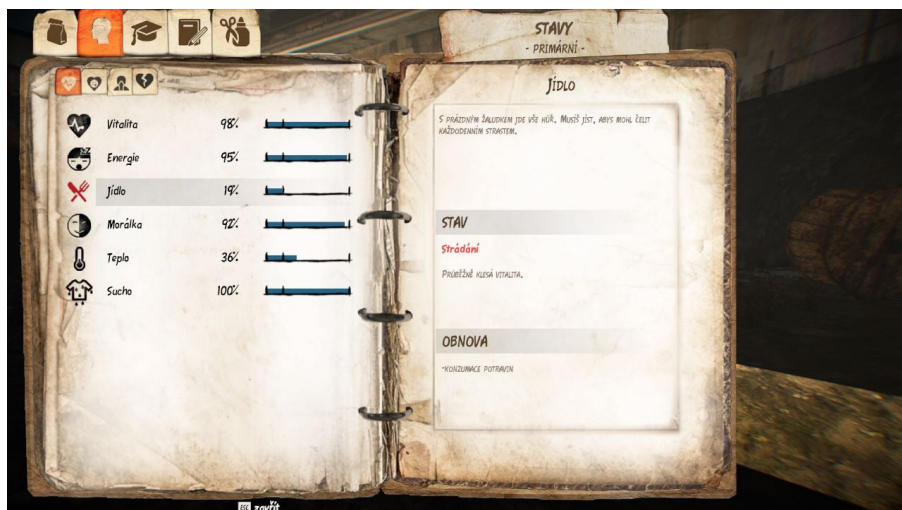 STAVY
- PRIMÁRNÍ -
Vitalita 98%
Energie 95%
Jídlo 19%
Morálka 92%
Teplo 36%
Sucho 100%
JÍDLO
S PRÁZDNÝM ŽALUDKEM JDE VŠE HŮŘ. MUSÍŠ JÍST, ABYS MOHL ČELIT
KAŽDODENNÍM STRASTEM.
STAV
Strádání
PRŮBĚŽNĚ KLESÁ VITALITA.
OBNOVA
-KONZUMACE POTRAVIN
ESC zavřít